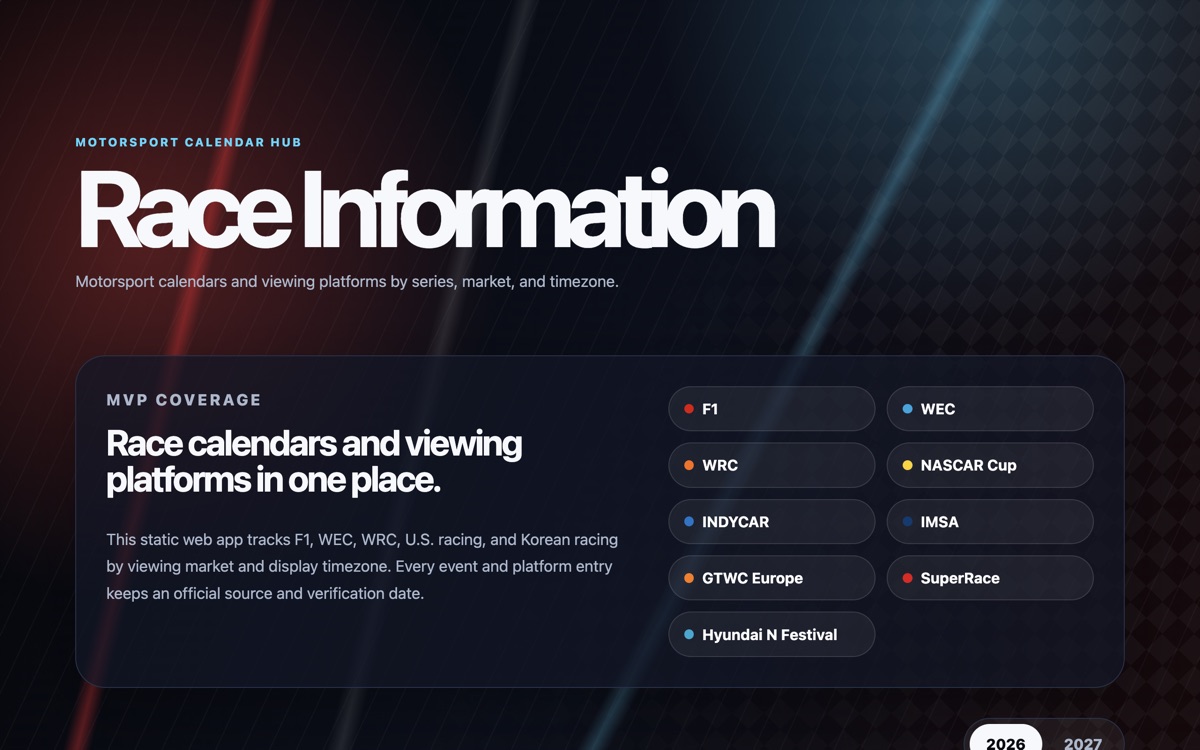 MOTORSPORT CALENDAR HUB
Race Information
Motorsport calendars and viewing platforms by series, market, and timezone.
MVP COVERAGE
Race calendars and viewing
platforms in one place.
This static web app tracks F1, WEC, WRC, U.S. racing, and Korean racing
by viewing market and display timezone. Every event and platform entry
keeps an official source and verification date.
F1
WEC
WRC
NASCAR Cup
INDYCAR
IMSA
GTWC Europe
SuperRace
Hyundai N Festival
2026
2027